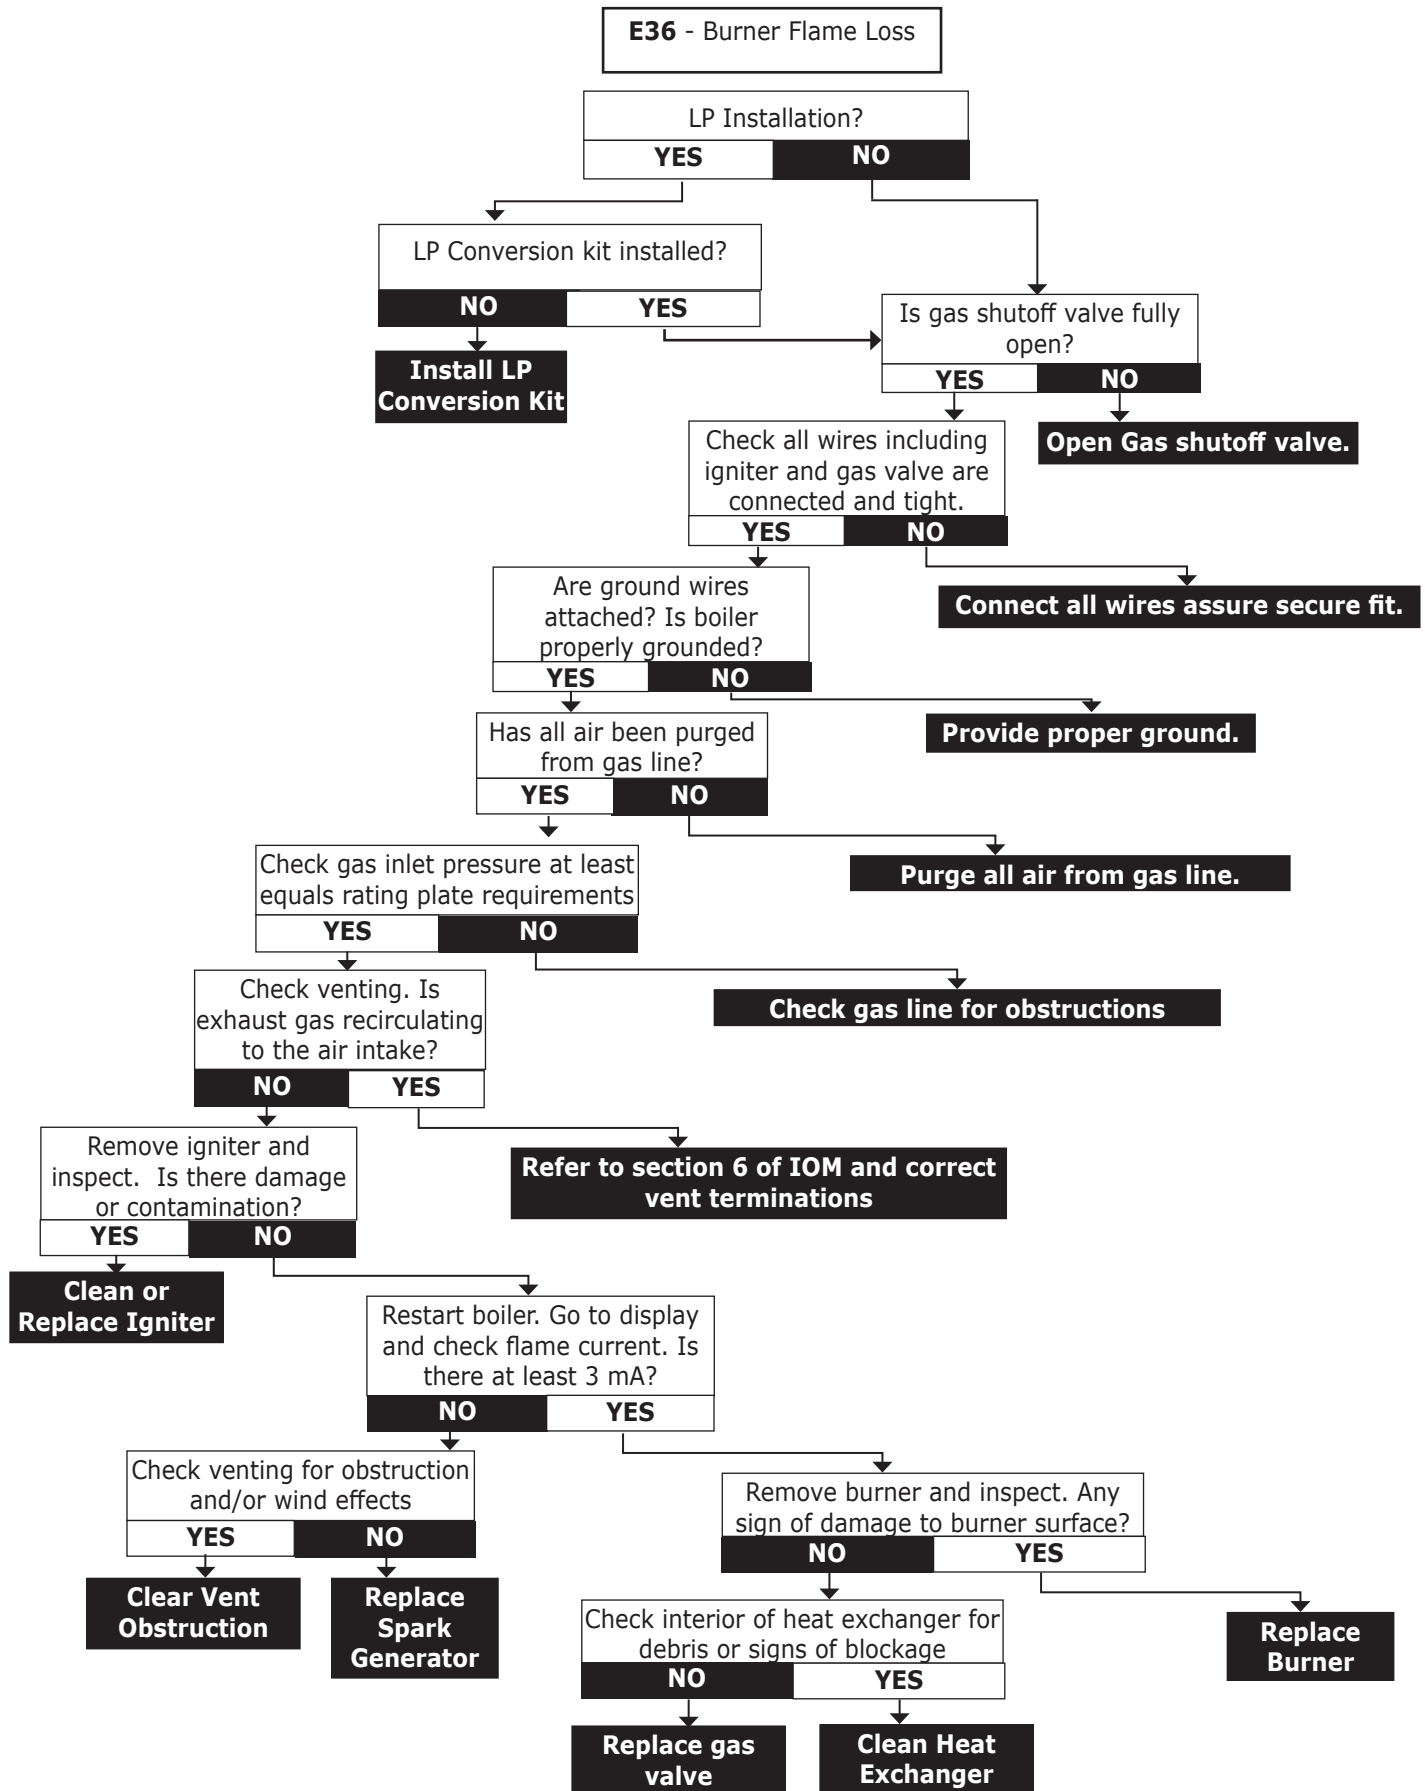 E36 - Burner Flame Loss
LP Installation?
YES
NO
LP Conversion kit installed?
NO
YES
Install LP
Conversion Kit
Is gas shutoff valve fully
open?
YES
NO
Open Gas shutoff valve.
Check all wires including
igniter and gas valve are
connected and tight.
YES
NO
Connect all wires assure secure fit.
Are ground wires
attached? Is boiler
properly grounded?
YES
NO
Provide proper ground.
Has all air been purged
from gas line?
YES
NO
Purge all air from gas line.
Check gas inlet pressure at least
equals rating plate requirements
YES
NO
Check gas line for obstructions
Check venting. Is
exhaust gas recirculating
to the air intake?
NO
YES
Refer to section 6 of IOM and correct
vent terminations
Remove igniter and
inspect. Is there damage
or contamination?
YES
NO
Clean or
Replace Igniter
Restart boiler. Go to display
and check flame current. Is
there at least 3 mA?
NO
YES
Check venting for obstruction
and/or wind effects
YES
NO
Clear Vent
Obstruction
Replace
Spark
Generator
Remove burner and inspect. Any
sign of damage to burner surface?
NO
YES
Replace
Burner
Check interior of heat exchanger for
debris or signs of blockage
NO
YES
Replace gas
valve
Clean Heat
Exchanger